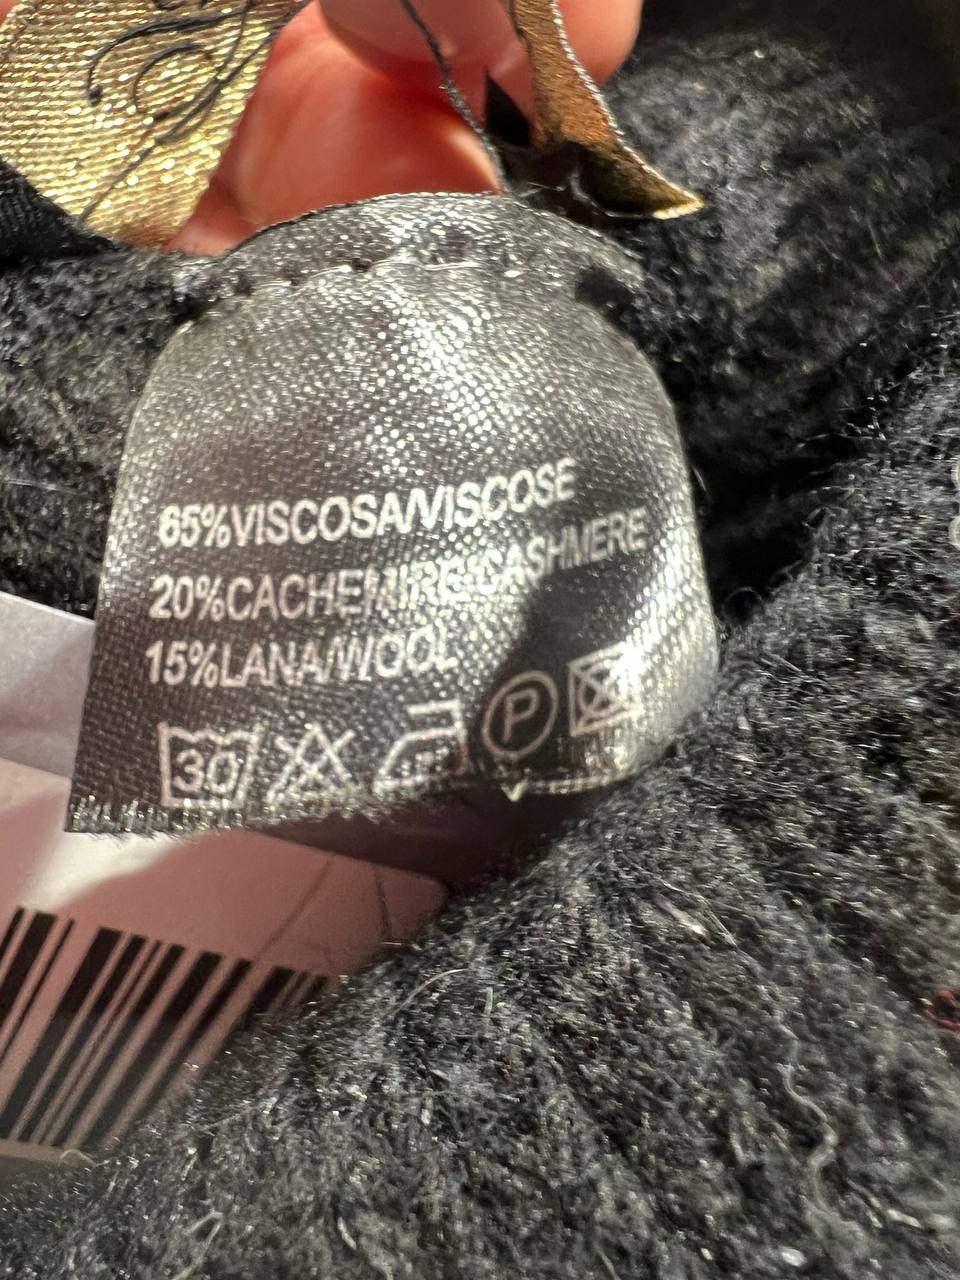 65%VISCOSA/VISCOSE
20%CACHEMIRE/CASHMERE
15%LANA/WOOL
30 P